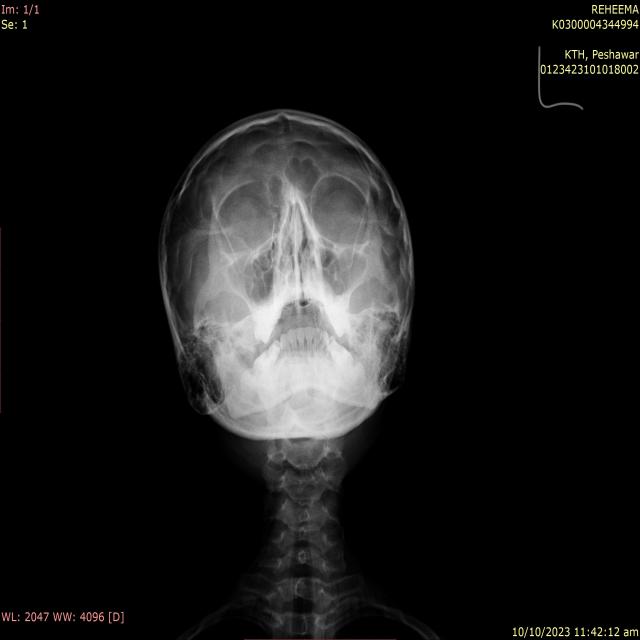 Im: 1/1
Se: 1
REHEEMA
K0300004344994
KTH, Peshawar
0123423101018002
WL: 2047 WW: 4096 [D]
10/10/2023 11:42:12 am